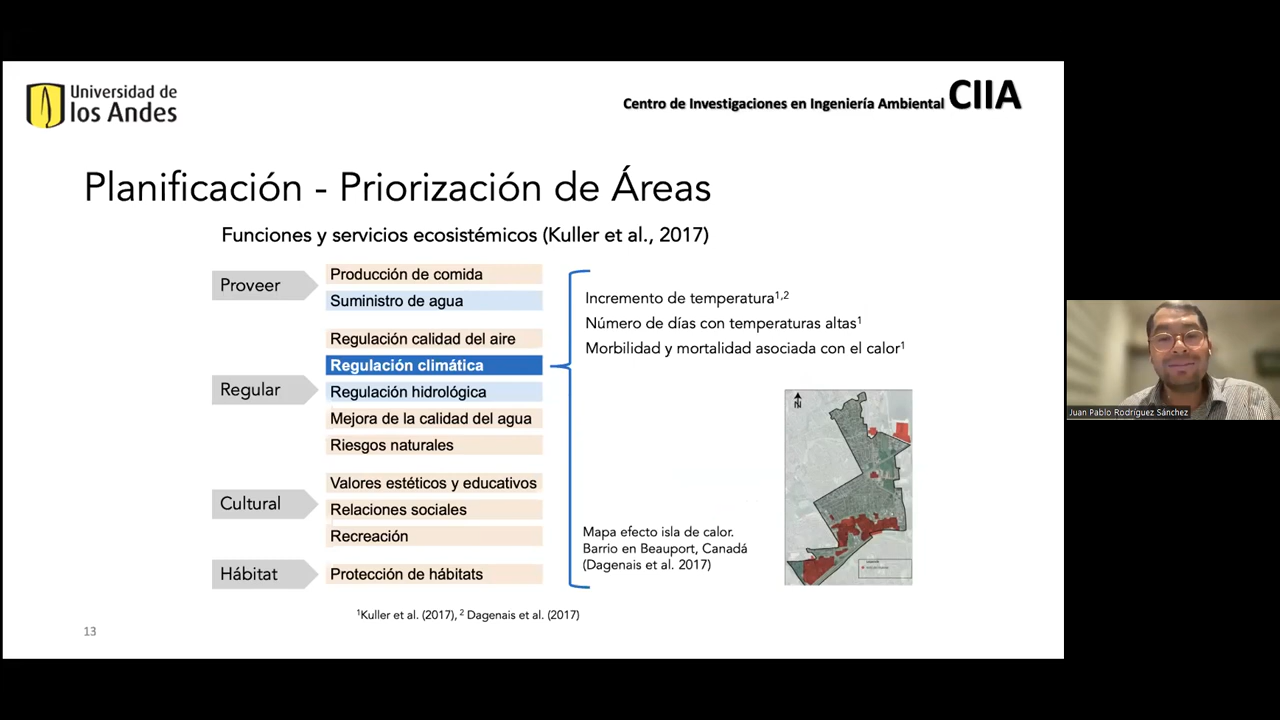 Universidad de
los Andes
Centro de Investigaciones en Ingeniería Ambiental CIIA
Planificación - Priorización de Áreas
Funciones y servicios ecosistémicos (Kuller et al., 2017)
Proveer
Producción de comida
Suministro de agua
Regular
Regulación calidad del aire
Regulación climática
Regulación hidrológica
Mejora de la calidad del agua
Riesgos naturales
Cultural
Valores estéticos y educativos
Relaciones sociales
Recreación
Hábitat
Protección de hábitats
Incremento de temperatura1,2
Número de días con temperaturas altas1
Morbilidad y mortalidad asociada con el calor1
N
Mapa efecto isla de calor.
Barrio en Beauport, Canadá
(Dagenais et al. 2017)
1Kuller et al. (2017), 2 Dagenais et al. (2017)
13
Juan Pablo Rodríguez Sánchez